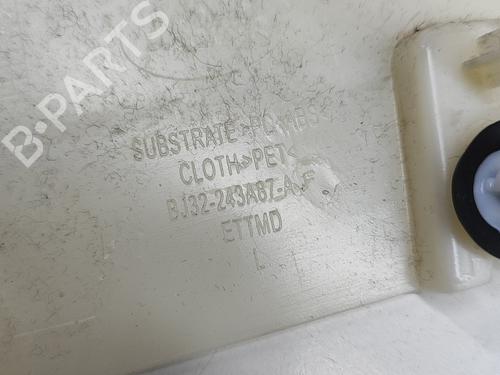 B-PARTS
SUBSTRATE >PC+ABS<
CLOTH>PET<
BJ32-243A87-A
ETTMD
L